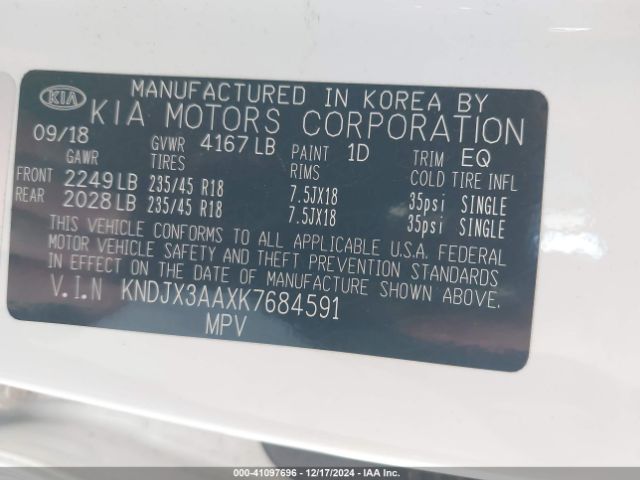 KIA MANUFACTURED IN KOREA BY
KIA MOTORS CORPORATION
09/18 GVWR 4167 LB PAINT 1D TRIM EQ
GAWR TIRES RIMS COLD TIRE INFL
FRONT 2249 LB 235/45 R18 7.5JX18 35psi SINGLE
REAR 2028 LB 235/45 R18 7.5JX18 35psi SINGLE
THIS VEHICLE CONFORMS TO ALL APPLICABLE U.S.A. FEDERAL
MOTOR VEHICLE SAFETY AND THEFT PREVENTION STANDARDS
IN EFFECT ON THE DATE OF MANUFACTURE SHOWN ABOVE.
V.I.N KNDJX3AAXK7684591
MPV
000-41097696 - 12/17/2024 - IAA Inc.